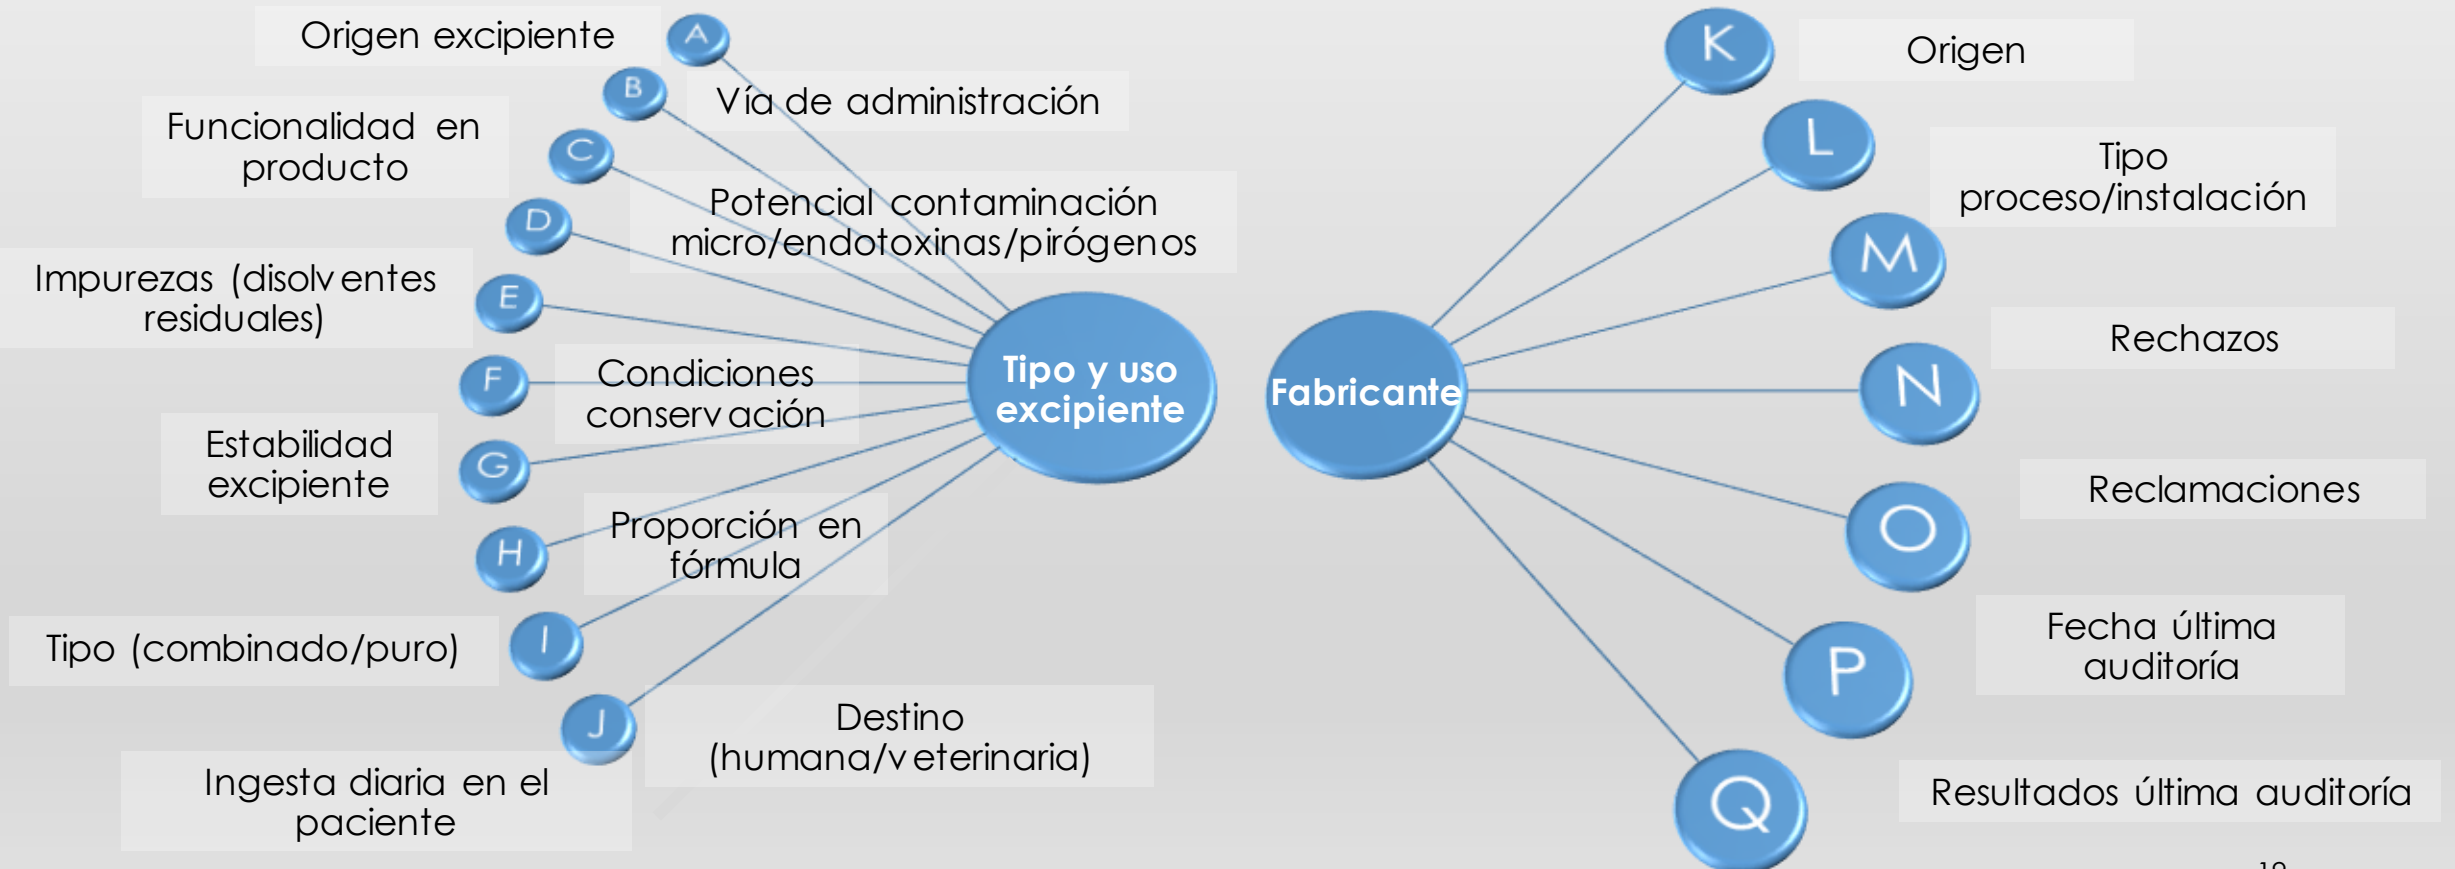 Origen excipiente
A
B
Vía de administración
Funcionalidad en
producto
C
Potencial contaminación
micro/endotoxinas/pirógenos
D
Impurezas (disolventes
residuales)
E
F
Condiciones
conservación
Estabilidad
excipiente
G
H
Proporción en
fórmula
Tipo (combinado/puro)
I
J
Destino
(humana/veterinaria)
Ingesta diaria en el
paciente
Tipo y uso
excipiente
Fabricante
K
Origen
L
Tipo
proceso/instalación
M
Rechazos
N
Reclamaciones
O
Fecha última
auditoría
P
Resultados última auditoría
Q